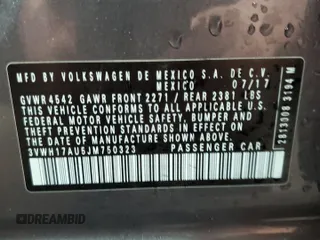 MFD BY VOLKSWAGEN DE MEXICO S.A. DE C.V.
MEXICO 07/17
GVWR 4542 GAWR FRONT 2271 / REAR 2381 LBS
THIS VEHICLE CONFORMS TO ALL APPLICABLE U.S.
FEDERAL MOTOR VEHICLE SAFETY, BUMPER AND
THEFT PREVENTION STANDARDS IN EFFECT ON THE
DATE OF MANUFACTURE SHOWN ABOVE.
3VWH17AU5JM750323 PASSENGER CAR
© DREAMBID